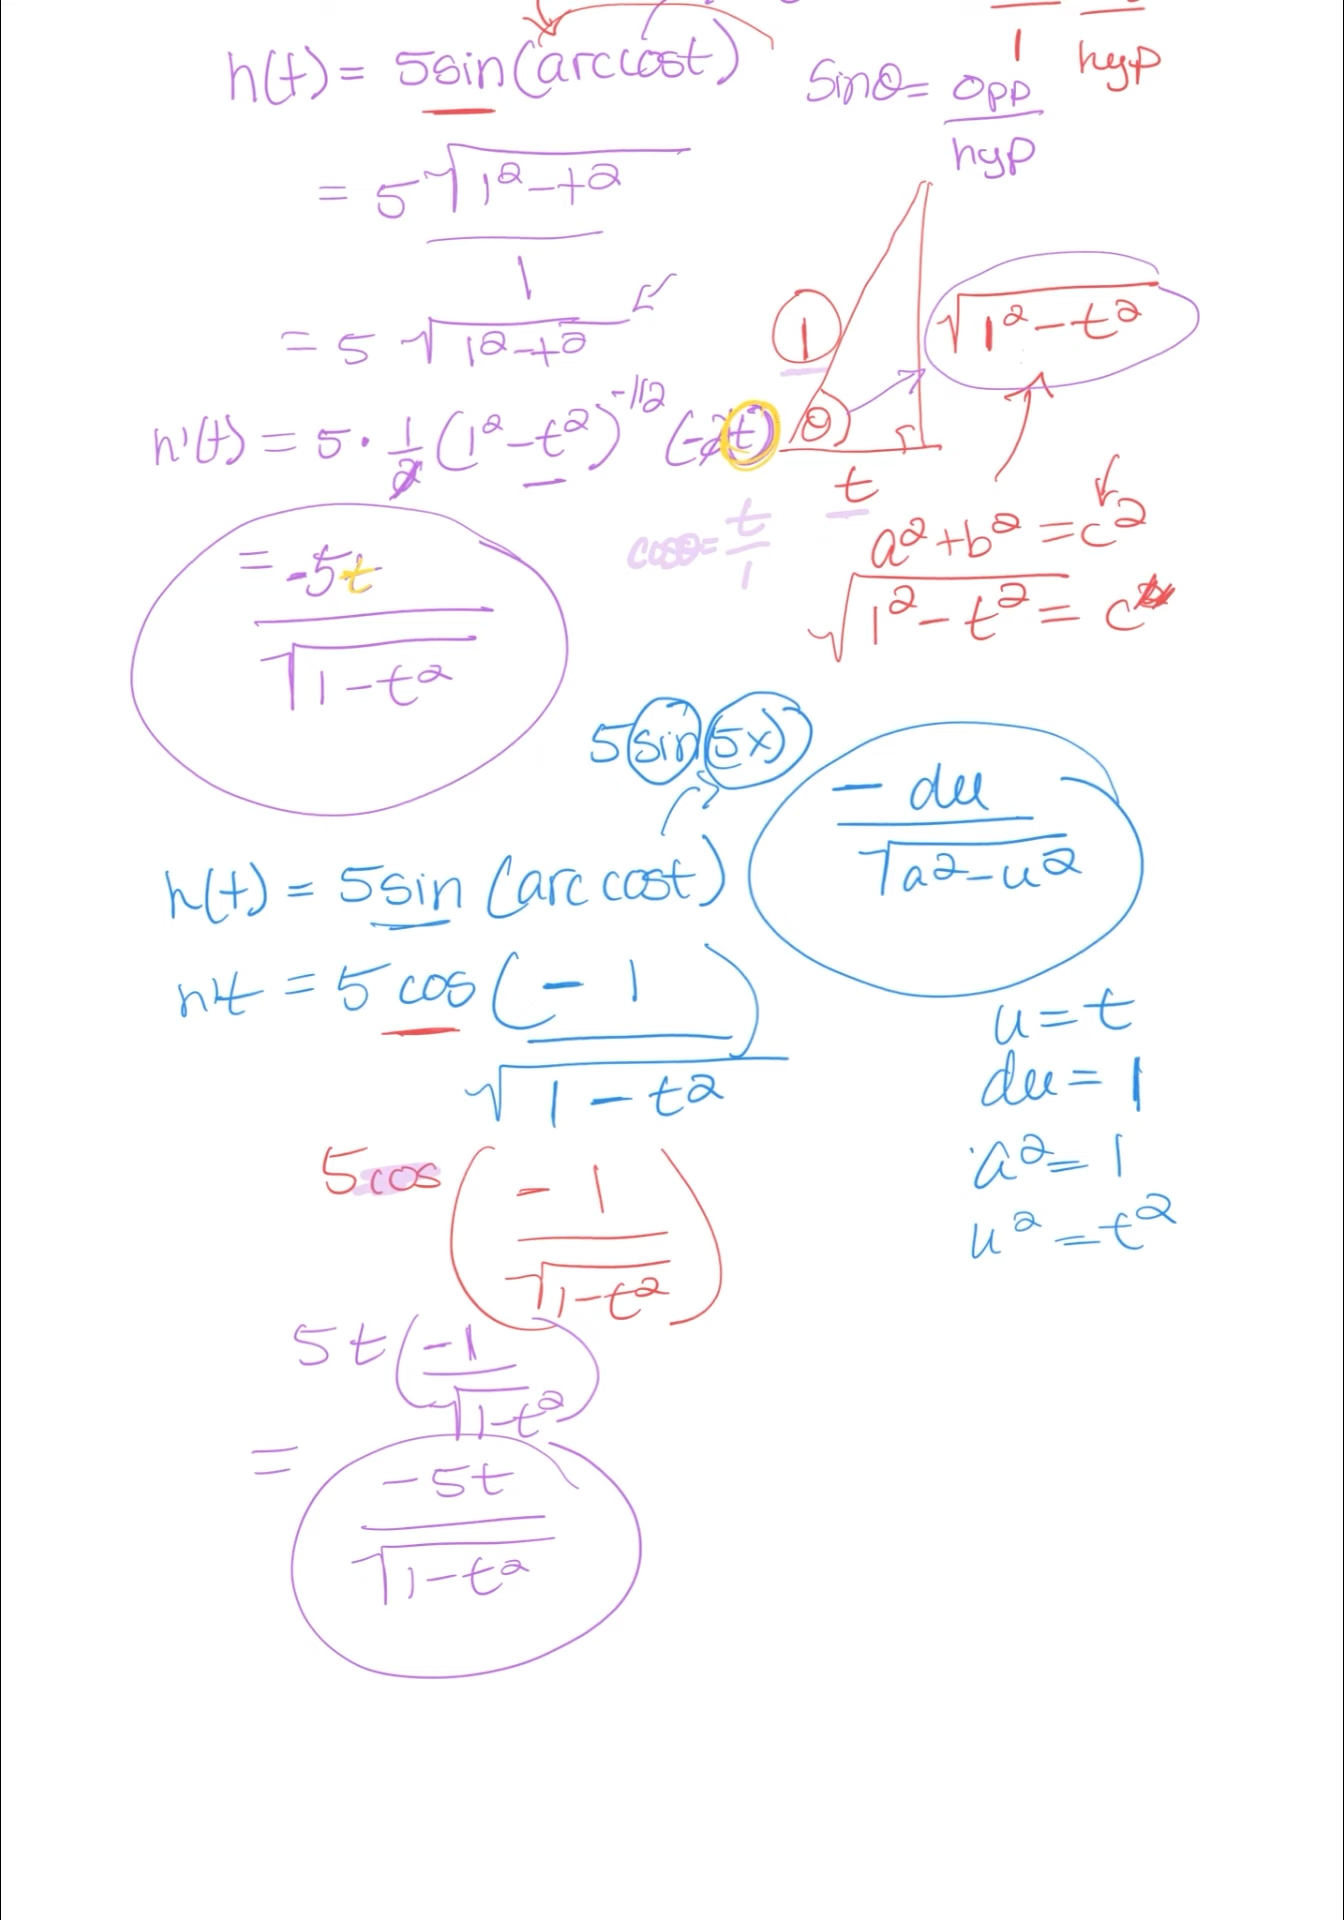 h(t) = 5sin(arccost)
1 hyp
Sinθ = opp
hyp
= 5 √1² - t²
1
= 5 √1² - t²
1
√1² - t²
h'(t) = 5 · 1/2 (1² - t²)^-1/2 (-2t)
θ
t
cosθ = t/1
a² + b² = c²
√1² - t² = c
= -5t
√1 - t²
5 sin(5x)
- du
√a² - u²
h(t) = 5sin (arc cost)
h't = 5 cos ( - 1
√1 - t² )
u = t
du = 1
a² = 1
u² = t²
5cos ( - 1
√1 - t² )
5t ( -1
√1 - t² )
= -5t
√1 - t²